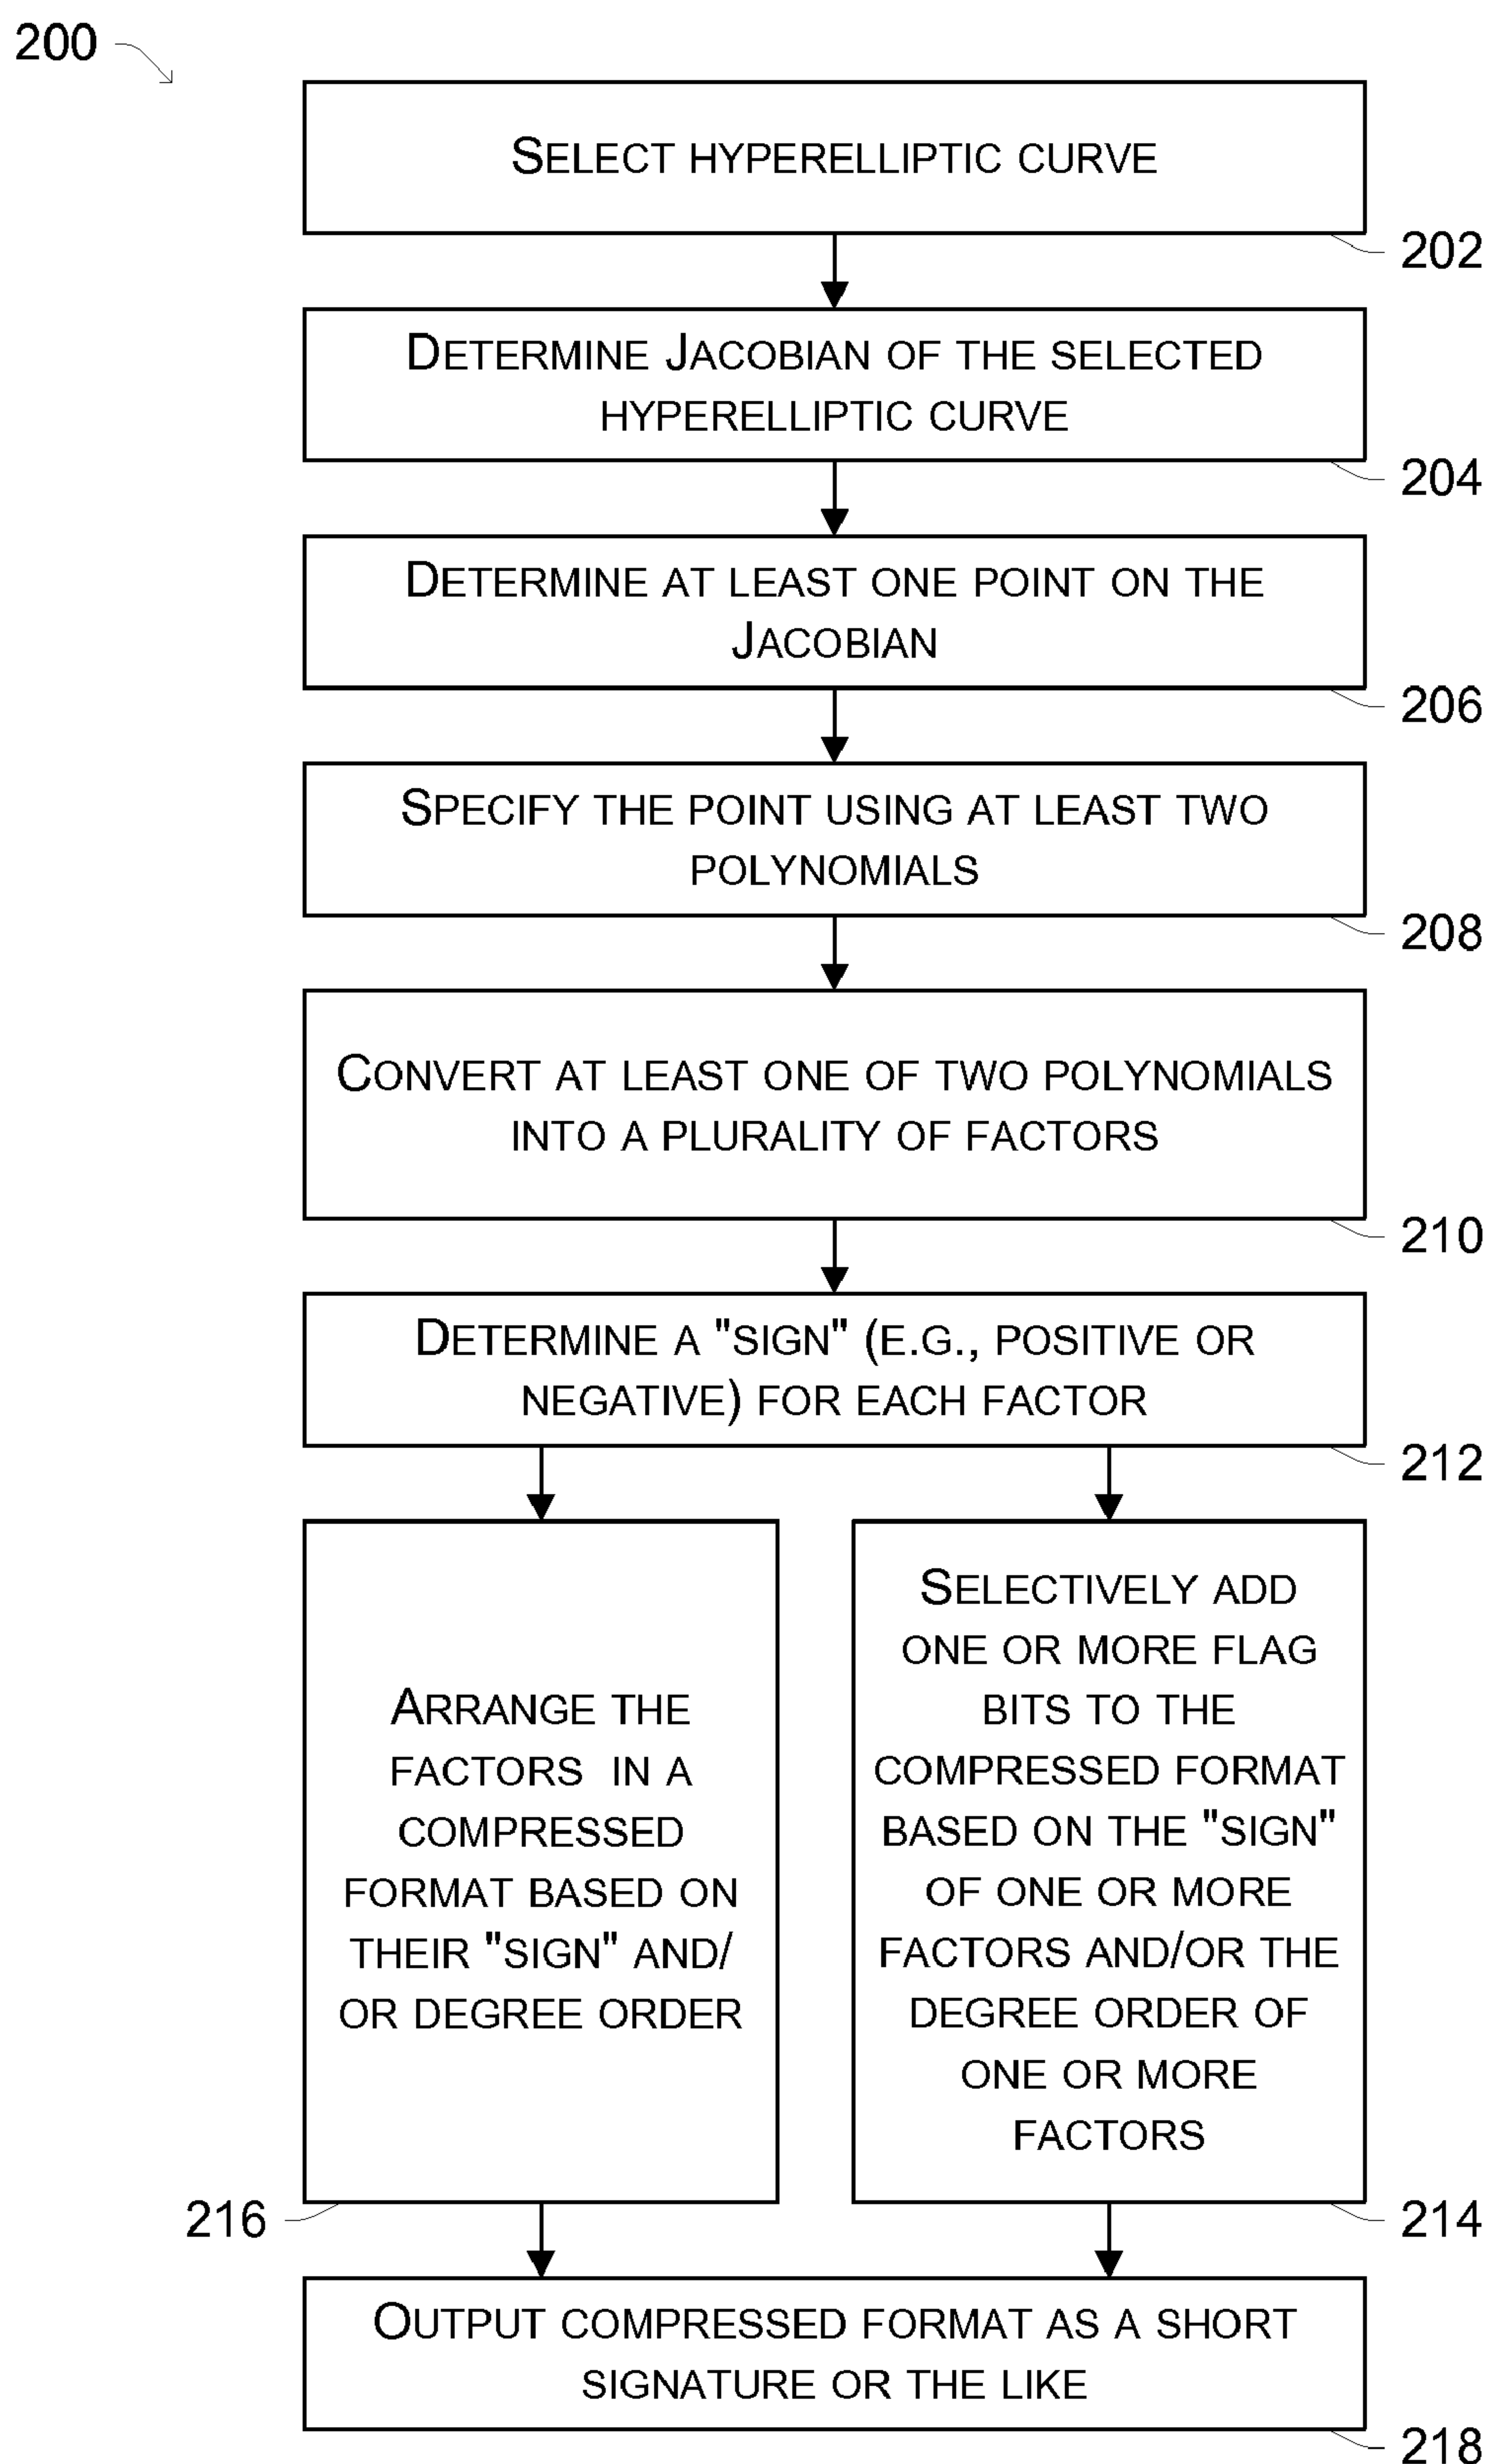 200
SELECT HYPERELLIPTIC CURVE
202
DETERMINE JACOBIAN OF THE SELECTED
HYPERELLIPTIC CURVE
204
DETERMINE AT LEAST ONE POINT ON THE
JACOBIAN
206
SPECIFY THE POINT USING AT LEAST TWO
POLYNOMIALS
208
CONVERT AT LEAST ONE OF TWO POLYNOMIALS
INTO A PLURALITY OF FACTORS
210
DETERMINE A "SIGN" (E.G., POSITIVE OR
NEGATIVE) FOR EACH FACTOR
212
ARRANGE THE
FACTORS IN A
COMPRESSED
FORMAT BASED ON
THEIR "SIGN" AND/
OR DEGREE ORDER
216
SELECTIVELY ADD
ONE OR MORE FLAG
BITS TO THE
COMPRESSED FORMAT
BASED ON THE "SIGN"
OF ONE OR MORE
FACTORS AND/OR THE
DEGREE ORDER OF
ONE OR MORE
FACTORS
214
OUTPUT COMPRESSED FORMAT AS A SHORT
SIGNATURE OR THE LIKE
218